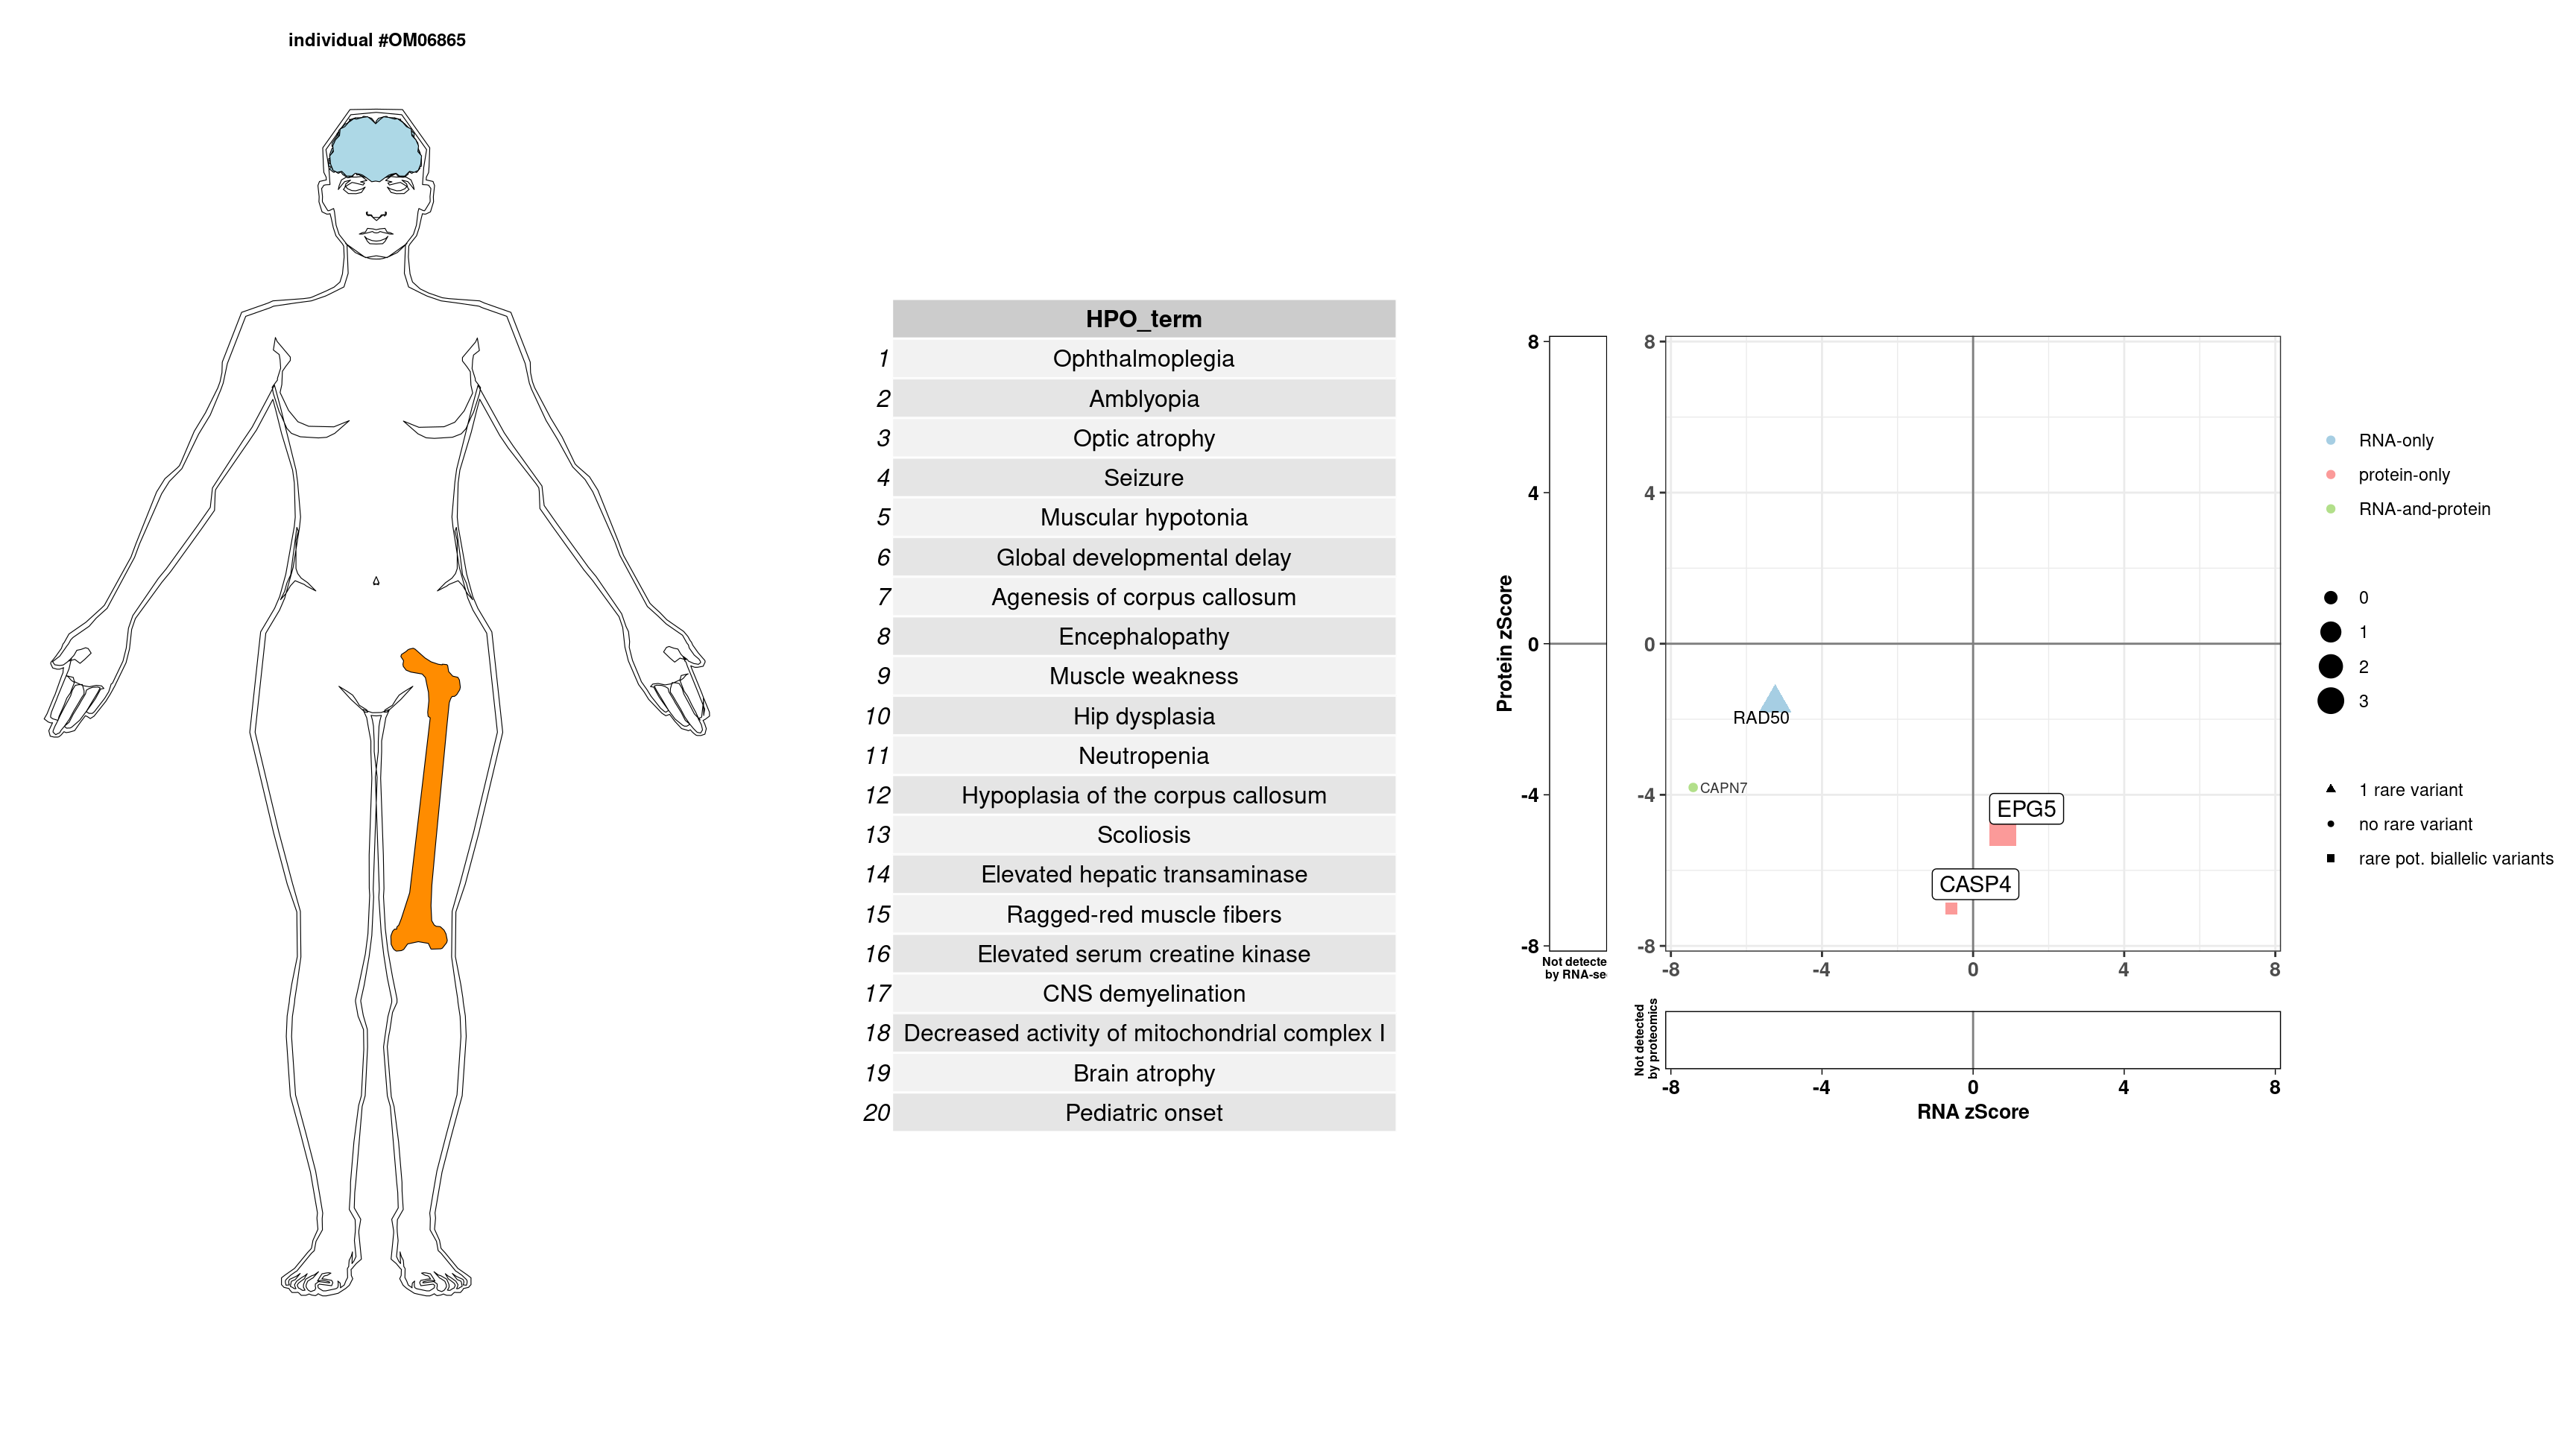 individual #OM06865
HPO_term
1 Ophthalmoplegia
2 Amblyopia
3 Optic atrophy
4 Seizure
5 Muscular hypotonia
6 Global developmental delay
7 Agenesis of corpus callosum
8 Encephalopathy
9 Muscle weakness
10 Hip dysplasia
11 Neutropenia
12 Hypoplasia of the corpus callosum
13 Scoliosis
14 Elevated hepatic transaminase
15 Ragged-red muscle fibers
16 Elevated serum creatine kinase
17 CNS demyelination
18 Decreased activity of mitochondrial complex I
19 Brain atrophy
20 Pediatric onset
Protein zScore
8
4
0
-4
-8
Not detecte
by RNA-se
8
4
0
-4
-8
RAD50
CAPN7
EPG5
CASP4
-8 -4 0 4 8
Not detected
by proteomics
-8 -4 0 4 8
RNA zScore
RNA-only
protein-only
RNA-and-protein
0
1
2
3
1 rare variant
no rare variant
rare pot. biallelic variants